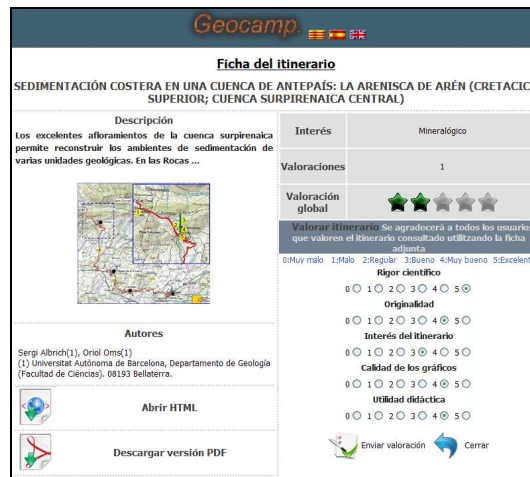 Geocamp.
Ficha del itinerario
SEDIMENTACIÓN COSTERA EN UNA CUENCA DE
ANTEPAÍS: LA ARENISCA DE ARÉN (CRETACIC
SUPERIOR; CUENCA SURPIRENAICA CENTRAL)
Descripción
Los excelentes afloramientos de la cuenca surpirenaica
permite reconstruir los ambientes de sedimentación de
varias unidades geológicas. En las Rocas ...
Autores
Sergi Albrich(1), Oriol Oms(1)
(1) Universitat Autònoma de Barcelona, Departamento de Geología
(Facultad de Ciéncias). 08193 Bellaterra.
Abrir HTML
Descargar versión PDF
Interés Mineralógico
Valoraciones 1
Valoración
global
Valorar itinerario Se agradecerá a todos los usuario
que valoren el itinerario consultado utilitzando la ficha
adjunta
0:Muy malo 1:Malo 2:Regular 3:Bueno 4:Muy bueno 5:Excelent
Rigor científico
0 1 2 3 4 5
Originalidad
0 1 2 3 4 5
Interés del itinerario
0 1 2 3 4 5
Calidad de los gráficos
0 1 2 3 4 5
Utilidad didáctica
0 1 2 3 4 5
Enviar valoración Cerrar